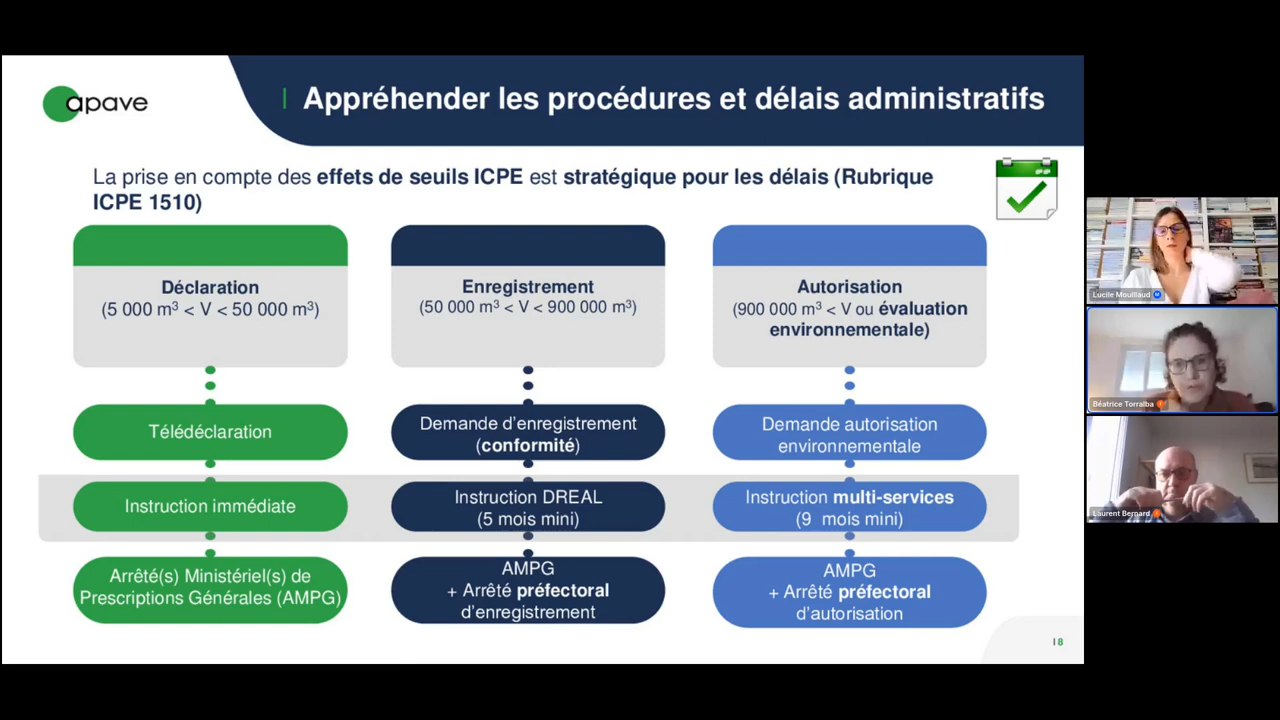 apave
Appréhender les procédures et délais administratifs
La prise en compte des effets de seuils ICPE est stratégique pour les délais (Rubrique
ICPE 1510)
Déclaration
(5 000 m³ < V < 50 000 m³)
Télédéclaration
Instruction immédiate
Arrêté(s) Ministériel(s) de
Prescriptions Générales (AMPG)
Enregistrement
(50 000 m³ < V < 900 000 m³)
Demande d'enregistrement
(conformité)
Instruction DREAL
(5 mois mini)
AMPG
+ Arrêté préfectoral
d'enregistrement
Autorisation
(900 000 m³ < V ou évaluation
environnementale)
Demande autorisation
environnementale
Instruction multi-services
(9 mois mini)
AMPG
+ Arrêté préfectoral
d'autorisation
8
Lucile Mouillaud
Béatrice Torralba
Laurent Bernard